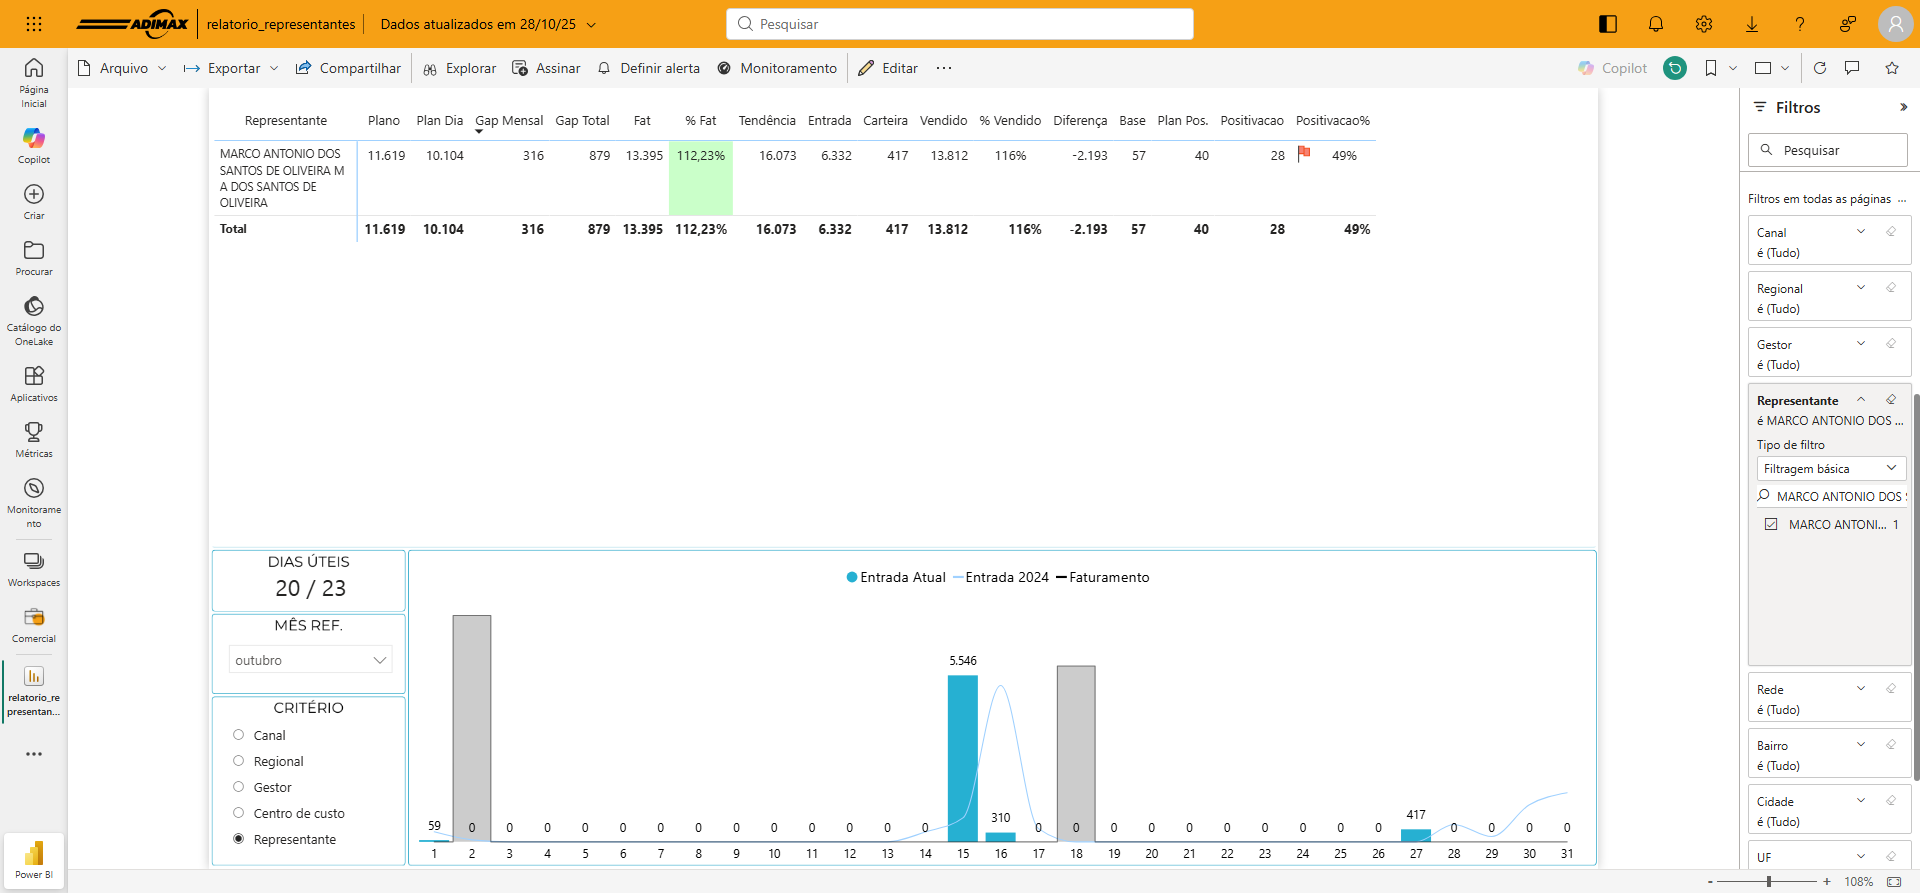 ADIMAX
relatorio_representantes
Dados atualizados em 28/10/25
Pesquisar
Arquivo
Exportar
Compartilhar
Explorar
Assinar
Definir alerta
Monitoramento
Editar
...
Copilot
Página
Inicial
Copilot
Criar
Procurar
Catálogo do
OneLake
Aplicativos
Métricas
Monitorame
nto
Workspaces
Comercial
relatorio_re
presentan...
Power BI
Representante Plano Plan Dia Gap Mensal Gap Total Fat % Fat Tendência Entrada Carteira Vendido % Vendido Diferença Base Plan Pos. Positivacao Positivacao%
MARCO ANTONIO DOS 11.619 10.104 316 879 13.395 112,23% 16.073 6.332 417 13.812 116% -2.193 57 40 28 49%
SANTOS DE OLIVEIRA M
A DOS SANTOS DE
OLIVEIRA
Total 11.619 10.104 316 879 13.395 112,23% 16.073 6.332 417 13.812 116% -2.193 57 40 28 49%
DIAS ÚTEIS
20 / 23
MÊS REF.
outubro
CRITÉRIO
Canal
Regional
Gestor
Centro de custo
Representante
Entrada Atual Entrada 2024 Faturamento
5.546
310
417
59 0 0 0 0 0 0 0 0 0 0 0 0 0 0 0 0 0 0 0 0 0 0 0 0 0 0 0
1 2 3 4 5 6 7 8 9 10 11 12 13 14 15 16 17 18 19 20 21 22 23 24 25 26 27 28 29 30 31
Filtros
Pesquisar
Filtros em todas as páginas ...
Canal
é (Tudo)
Regional
é (Tudo)
Gestor
é (Tudo)
Representante
é MARCO ANTONIO DOS ...
Tipo de filtro
Filtragem básica
MARCO ANTONIO DOS
MARCO ANTONI... 1
Rede
é (Tudo)
Bairro
é (Tudo)
Cidade
é (Tudo)
UF
- + 108%